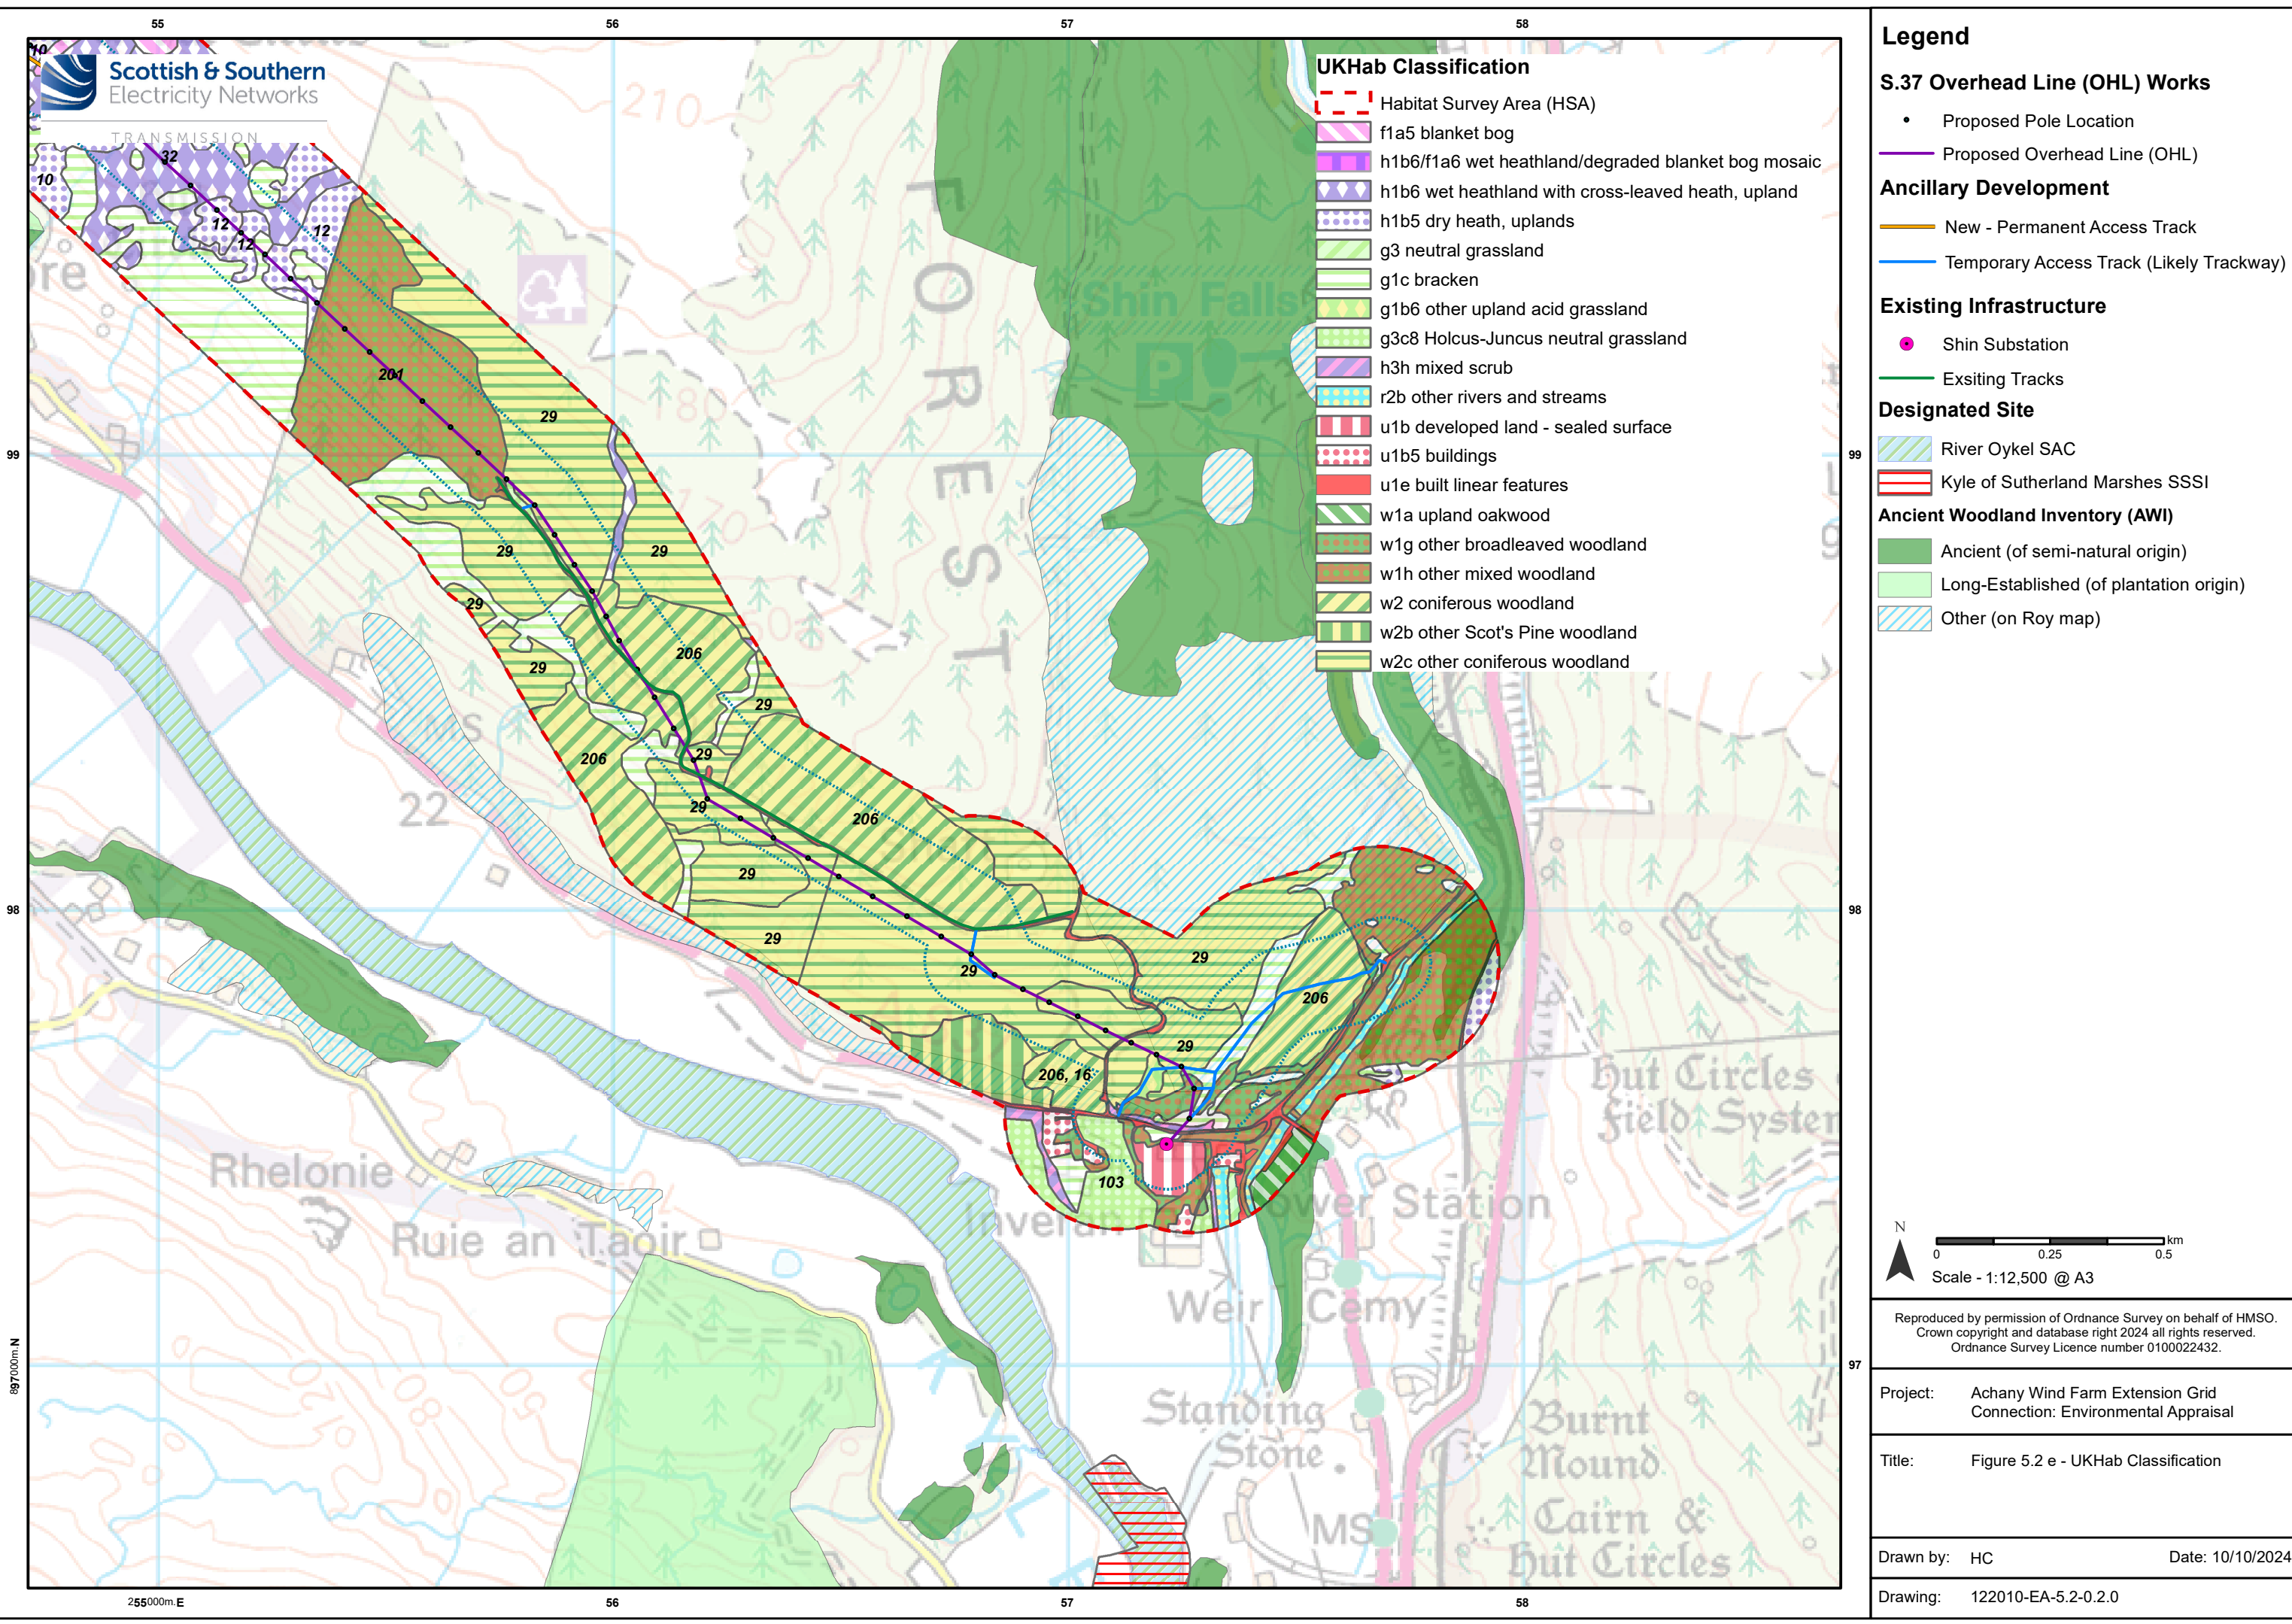 55
56
57
58
Scottish & Southern
Electricity Networks
TRANSMISSION
10
32
10
12
12
12
201
29
29
29
29
29
206
29
206
29
29
206
29
29
29
29
206
29
206, 16
103
210
180
170
22
MS
FOREST
Shin Falls
P
Rhelonie
Ruie an Taoir
Weir
Cemy
Standing
Stone
MS
Hut Circles
Field System
Burnt
Mound
Cairn &
Hut Circles
99
99
98
98
97
897000m.N
255000m.E
56
57
58
UKHab Classification
Habitat Survey Area (HSA)
f1a5 blanket bog
h1b6/f1a6 wet heathland/degraded blanket bog mosaic
h1b6 wet heathland with cross-leaved heath, upland
h1b5 dry heath, uplands
g3 neutral grassland
g1c bracken
g1b6 other upland acid grassland
g3c8 Holcus-Juncus neutral grassland
h3h mixed scrub
r2b other rivers and streams
u1b developed land - sealed surface
u1b5 buildings
u1e built linear features
w1a upland oakwood
w1g other broadleaved woodland
w1h other mixed woodland
w2 coniferous woodland
w2b other Scot's Pine woodland
w2c other coniferous woodland
Legend
S.37 Overhead Line (OHL) Works
Proposed Pole Location
Proposed Overhead Line (OHL)
Ancillary Development
New - Permanent Access Track
Temporary Access Track (Likely Trackway)
Existing Infrastructure
Shin Substation
Exsiting Tracks
Designated Site
River Oykel SAC
Kyle of Sutherland Marshes SSSI
Ancient Woodland Inventory (AWI)
Ancient (of semi-natural origin)
Long-Established (of plantation origin)
Other (on Roy map)
N
km
0
0.25
0.5
Scale - 1:12,500 @ A3
Reproduced by permission of Ordnance Survey on behalf of HMSO.
Crown copyright and database right 2024 all rights reserved.
Ordnance Survey Licence number 0100022432.
Project: Achany Wind Farm Extension Grid
Connection: Environmental Appraisal
Title: Figure 5.2 e - UKHab Classification
Drawn by: HC Date: 10/10/2024
Drawing: 122010-EA-5.2-0.2.0